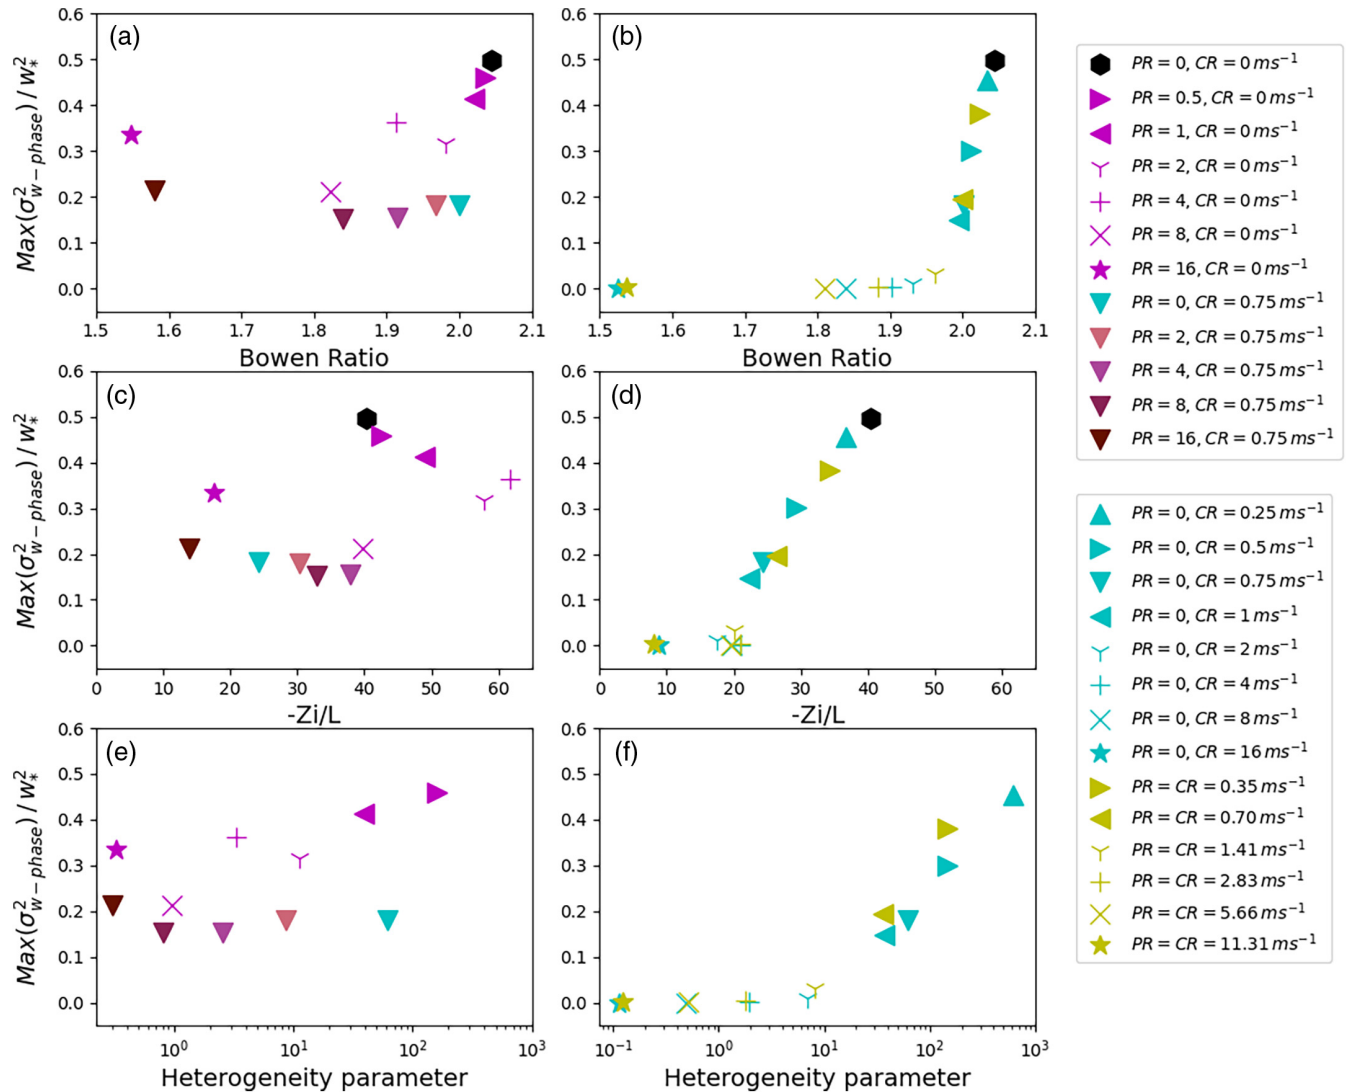 (a)
0.6
0.5
0.4
0.3
0.2
0.1
0.0
Max(σ²w−phase) / w²*
1.5 1.6 1.7 1.8 1.9 2.0 2.1
Bowen Ratio
(b)
0.6
0.5
0.4
0.3
0.2
0.1
0.0
1.5 1.6 1.7 1.8 1.9 2.0 2.1
Bowen Ratio
(c)
0.6
0.5
0.4
0.3
0.2
0.1
0.0
Max(σ²w−phase) / w²*
0 10 20 30 40 50 60
-Zi/L
(d)
0.6
0.5
0.4
0.3
0.2
0.1
0.0
0 10 20 30 40 50 60
-Zi/L
(e)
0.6
0.5
0.4
0.3
0.2
0.1
0.0
Max(σ²w−phase) / w²*
10⁰ 10¹ 10² 10³
Heterogeneity parameter
(f)
0.6
0.5
0.4
0.3
0.2
0.1
0.0
10⁻¹ 10⁰ 10¹ 10² 10³
Heterogeneity parameter
PR = 0, CR = 0 ms⁻¹
PR = 0.5, CR = 0 ms⁻¹
PR = 1, CR = 0 ms⁻¹
PR = 2, CR = 0 ms⁻¹
PR = 4, CR = 0 ms⁻¹
PR = 8, CR = 0 ms⁻¹
PR = 16, CR = 0 ms⁻¹
PR = 0, CR = 0.75 ms⁻¹
PR = 2, CR = 0.75 ms⁻¹
PR = 4, CR = 0.75 ms⁻¹
PR = 8, CR = 0.75 ms⁻¹
PR = 16, CR = 0.75 ms⁻¹
PR = 0, CR = 0.25 ms⁻¹
PR = 0, CR = 0.5 ms⁻¹
PR = 0, CR = 0.75 ms⁻¹
PR = 0, CR = 1 ms⁻¹
PR = 0, CR = 2 ms⁻¹
PR = 0, CR = 4 ms⁻¹
PR = 0, CR = 8 ms⁻¹
PR = 0, CR = 16 ms⁻¹
PR = CR = 0.35 ms⁻¹
PR = CR = 0.70 ms⁻¹
PR = CR = 1.41 ms⁻¹
PR = CR = 2.83 ms⁻¹
PR = CR = 5.66 ms⁻¹
PR = CR = 11.31 ms⁻¹